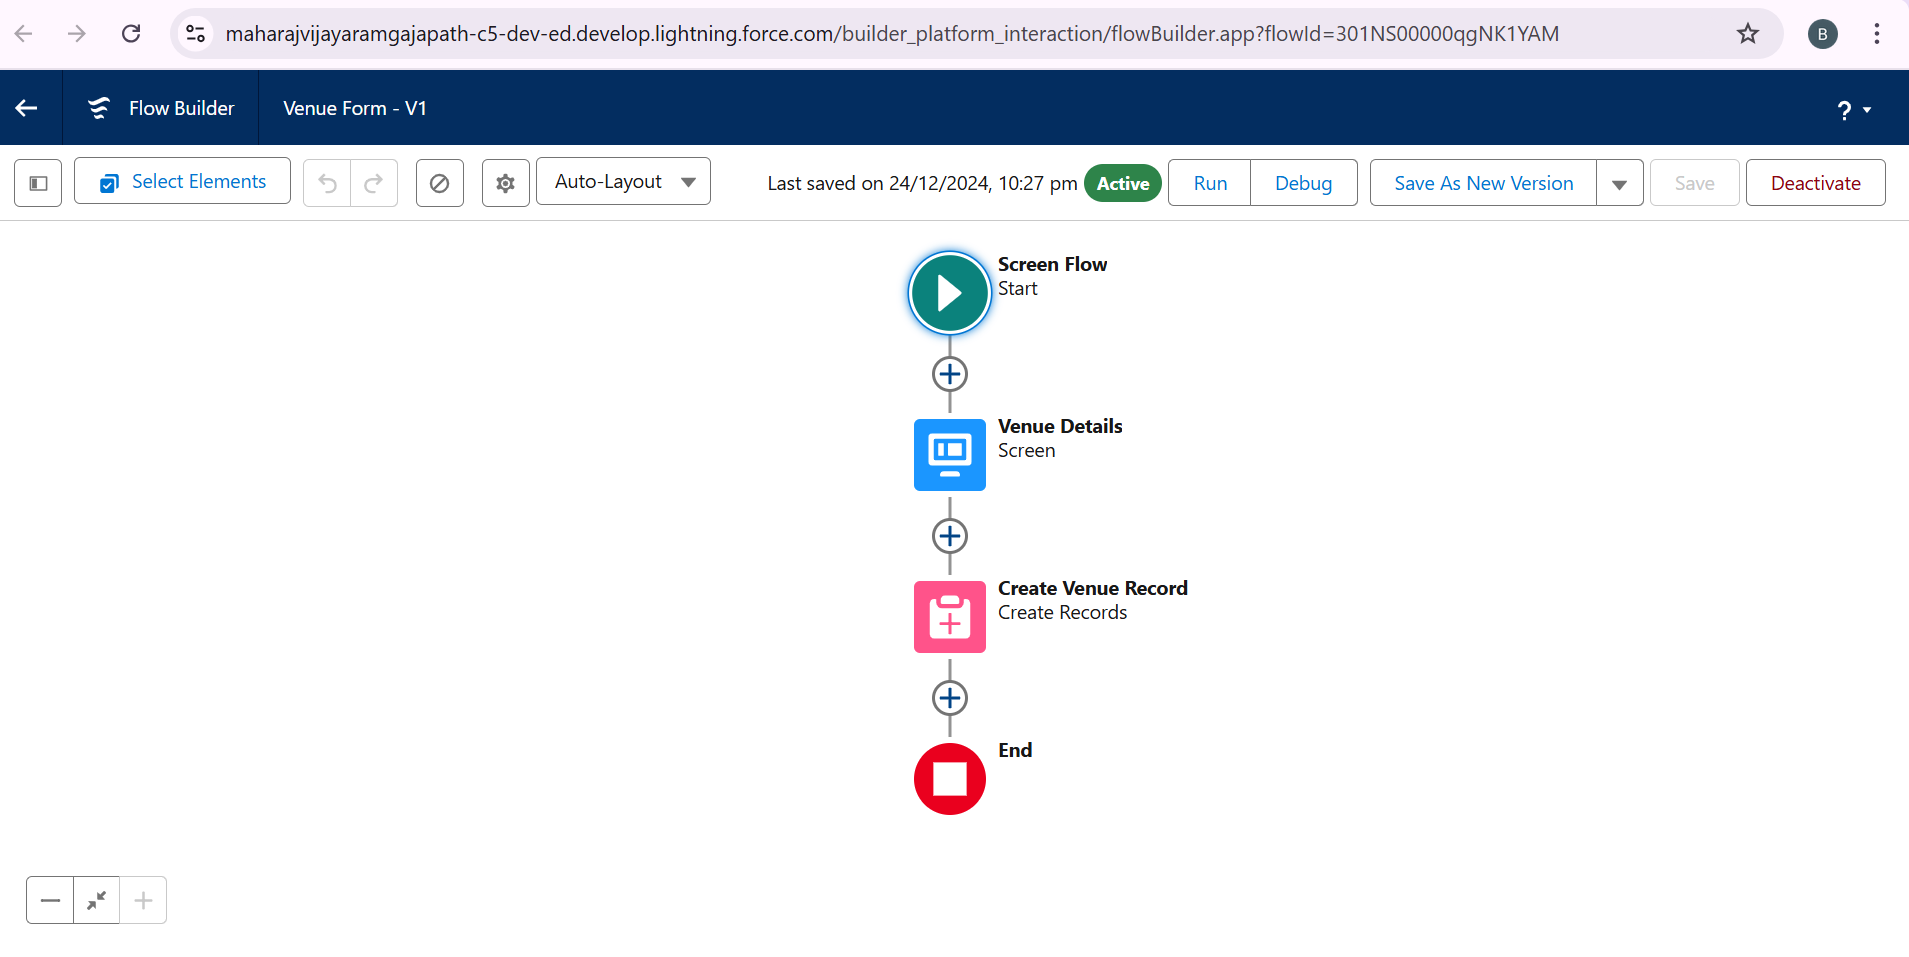 maharajvijayaramgajapath-c5-dev-ed.develop.lightning.force.com/builder_platform_interaction/flowBuilder.app?flowId=301NS00000qgNK1YAM
B
Flow Builder
Venue Form - V1
?
Select Elements
Auto-Layout
Last saved on 24/12/2024, 10:27 pm
Active
Run
Debug
Save As New Version
Save
Deactivate
Screen Flow
Start
Venue Details
Screen
Create Venue Record
Create Records
End